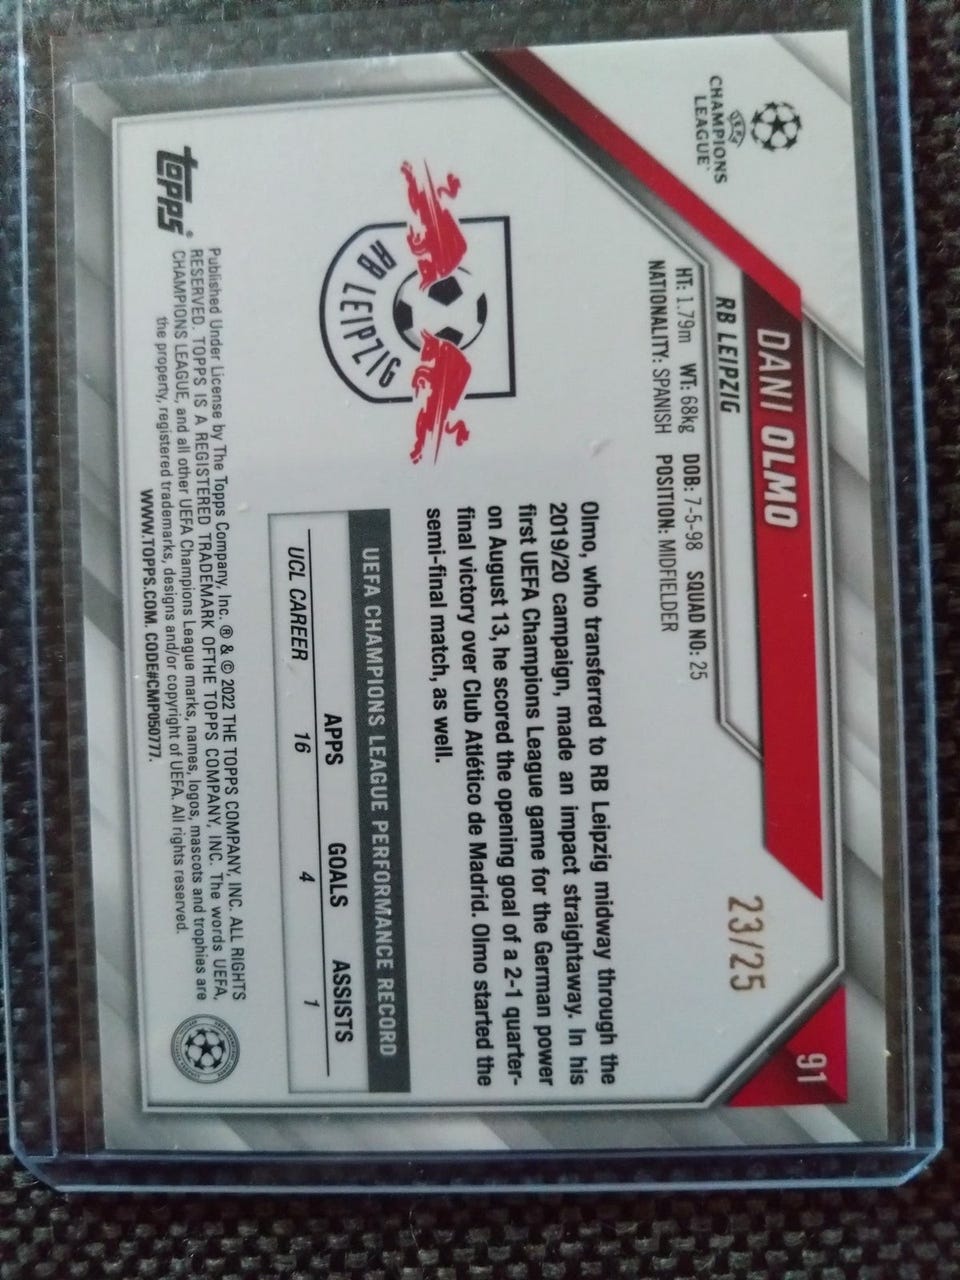 UEFA
CHAMPIONS
LEAGUE
91
23/25
DANI OLMO
RB LEIPZIG
HT: 1.79m WT: 68kg DOB: 7-5-98 SQUAD NO: 25
NATIONALITY: SPANISH POSITION: MIDFIELDER
RB LEIPZIG
Olmo, who transferred to RB Leipzig midway through the
2019/20 campaign, made an impact straightaway. In his
first UEFA Champions League game for the German power
on August 13, he scored the opening goal of a 2-1 quarter-
final victory over Club Atlético de Madrid. Olmo started the
semi-final match, as well.
UEFA CHAMPIONS LEAGUE PERFORMANCE RECORD
APPS GOALS ASSISTS
UCL CAREER 16 4 1
topps®
Published Under License by The Topps Company, Inc. ® & © 2022 THE TOPPS COMPANY, INC. ALL RIGHTS
RESERVED. TOPPS IS A REGISTERED TRADEMARK OFTHE TOPPS COMPANY, INC. The words UEFA,
CHAMPIONS LEAGUE, and all other UEFA Champions League marks, names, logos, mascots and trophies are
the property, registered trademarks, designs and/or copyright of UEFA. All rights reserved.
WWW.TOPPS.COM. CODE#CMP050777.